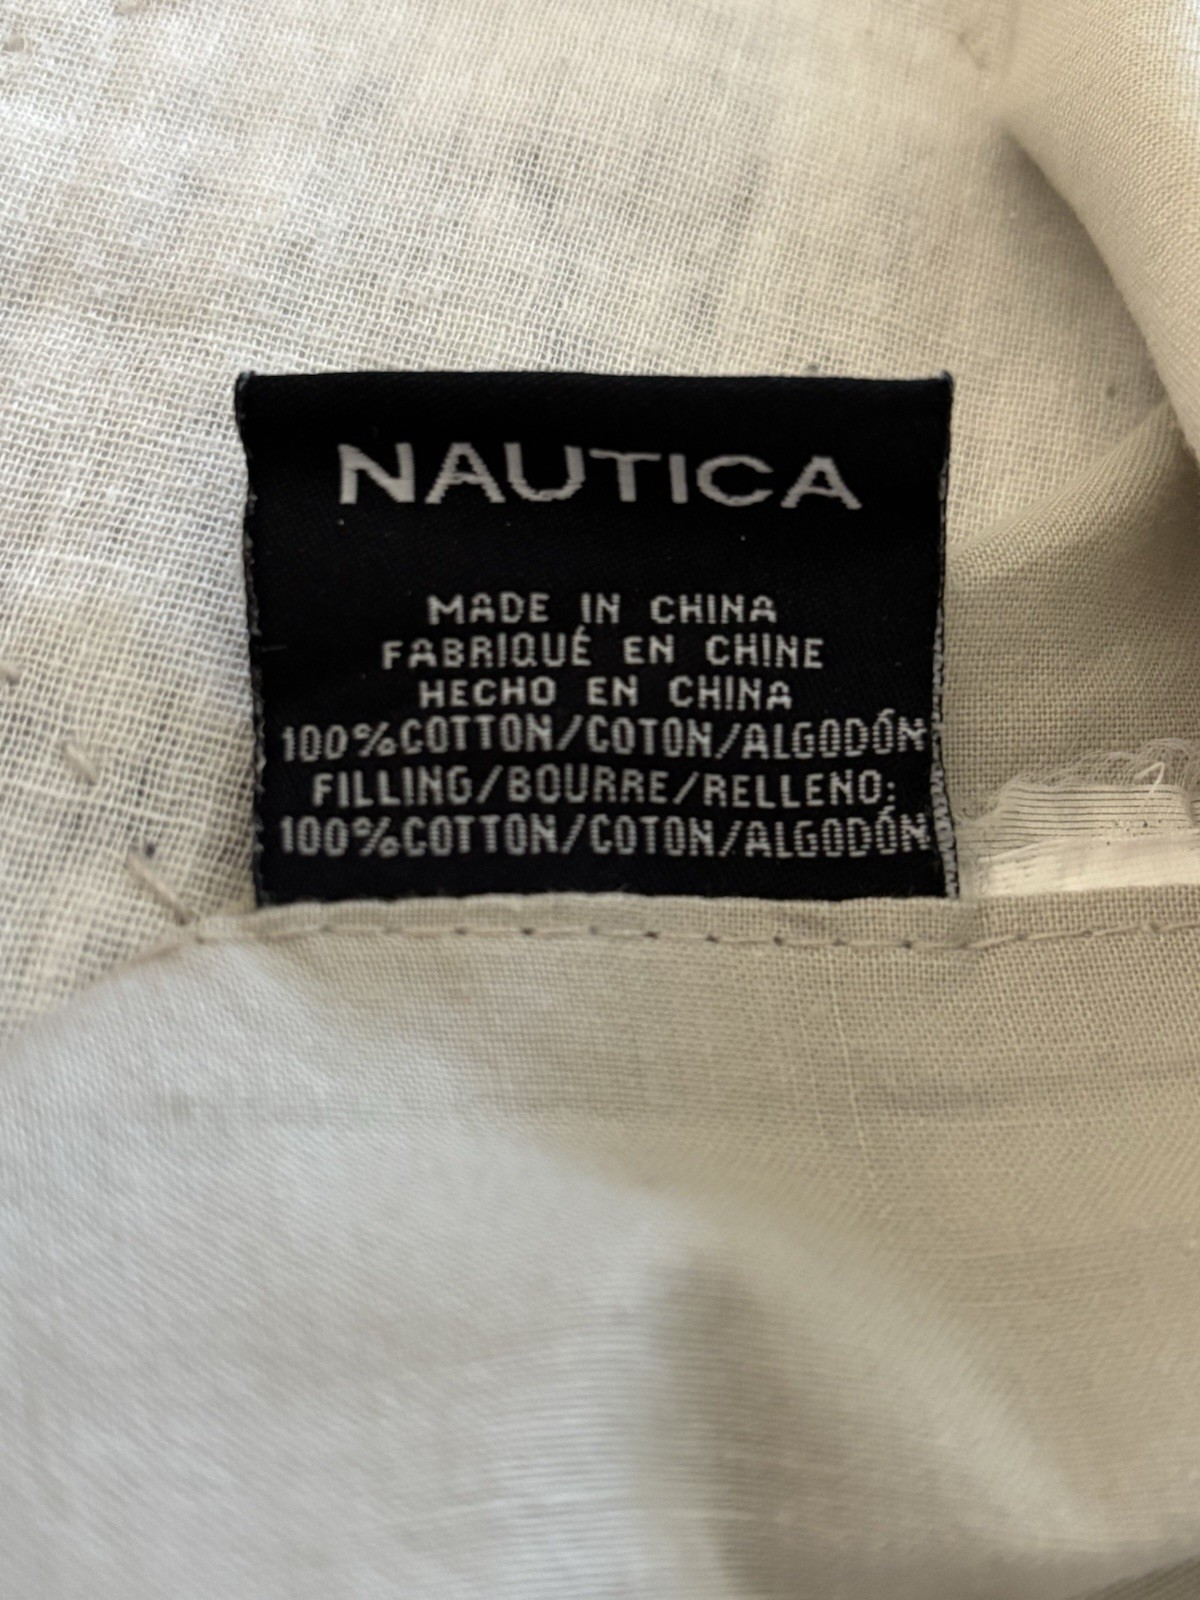 NAUTICA
MADE IN CHINA
FABRIQUÉ EN CHINE
HECHO EN CHINA
100%COTTON/COTON/ALGODÓN
FILLING/BOURRE/RELLENO:
100%COTTON/COTON/ALGODÓN